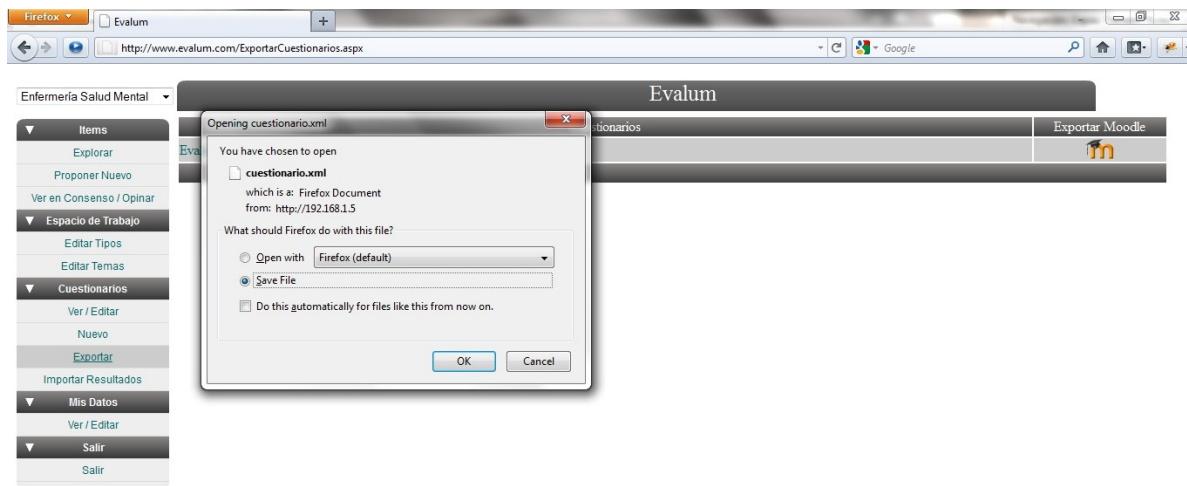 Firefox
Evalum
+
http://www.evalum.com/ExportarCuestionarios.aspx
Google
Enfermería Salud Mental
Evalum
Items
Explorar
Proponer Nuevo
Ver en Consenso / Opinar
Espacio de Trabajo
Editar Tipos
Editar Temas
Cuestionarios
Ver / Editar
Nuevo
Exportar
Importar Resultados
Mis Datos
Ver / Editar
Salir
Salir
stionarios
Exportar Moodle
Eva
m
Opening cuestionario.xml
You have chosen to open
cuestionario.xml
which is a: Firefox Document
from: http://192.168.1.5
What should Firefox do with this file?
Open with Firefox (default)
Save File
Do this automatically for files like this from now on.
OK Cancel